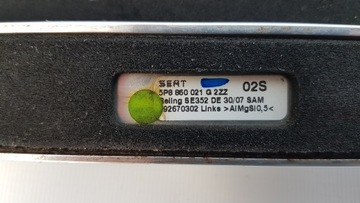 SEAT 02S
5P8 860 021 G 2ZZ
Reling SE352 DE 30/07 SAM
92670302 Links >AlMgSi0,5<